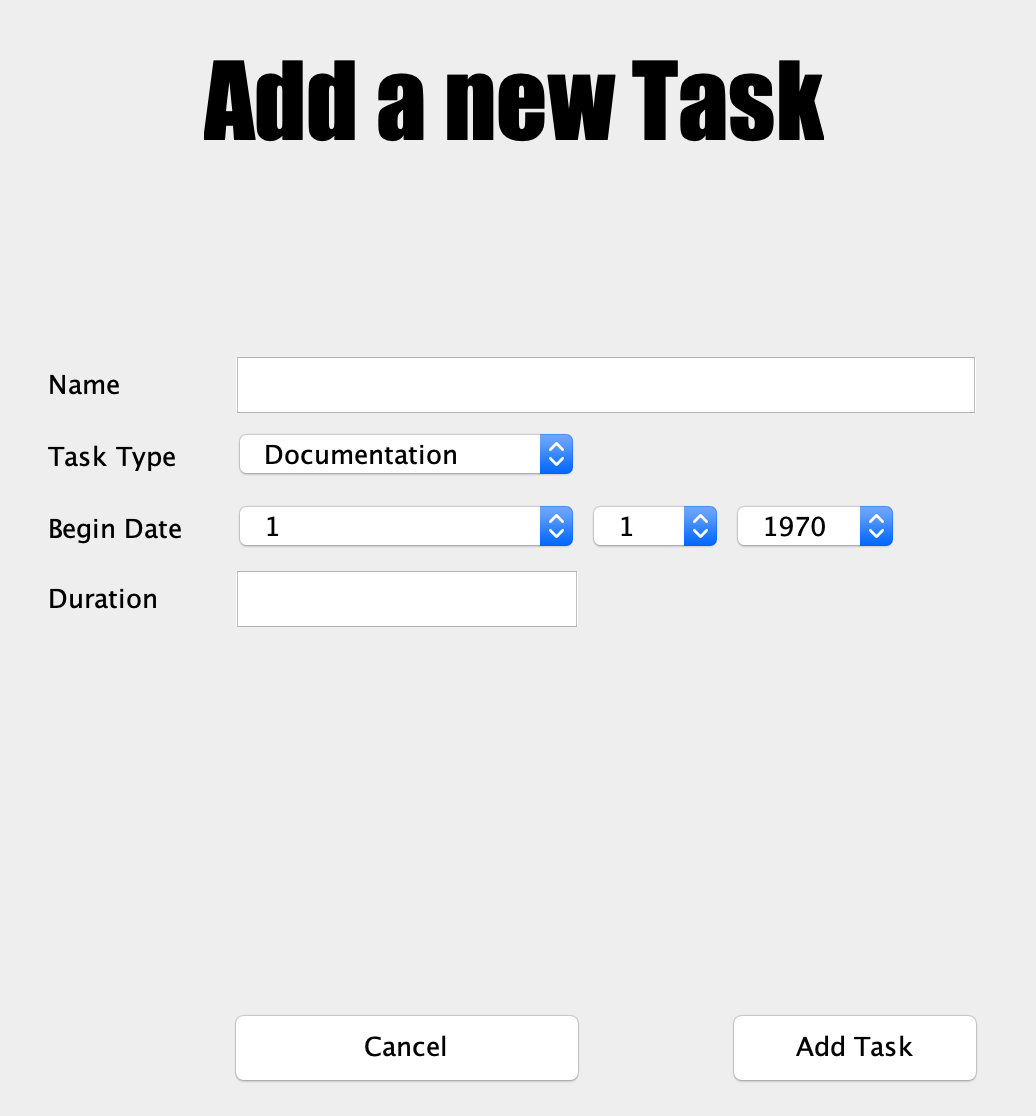 Add a new Task
Name
Task Type Documentation
Begin Date 1 1 1970
Duration
Cancel Add Task